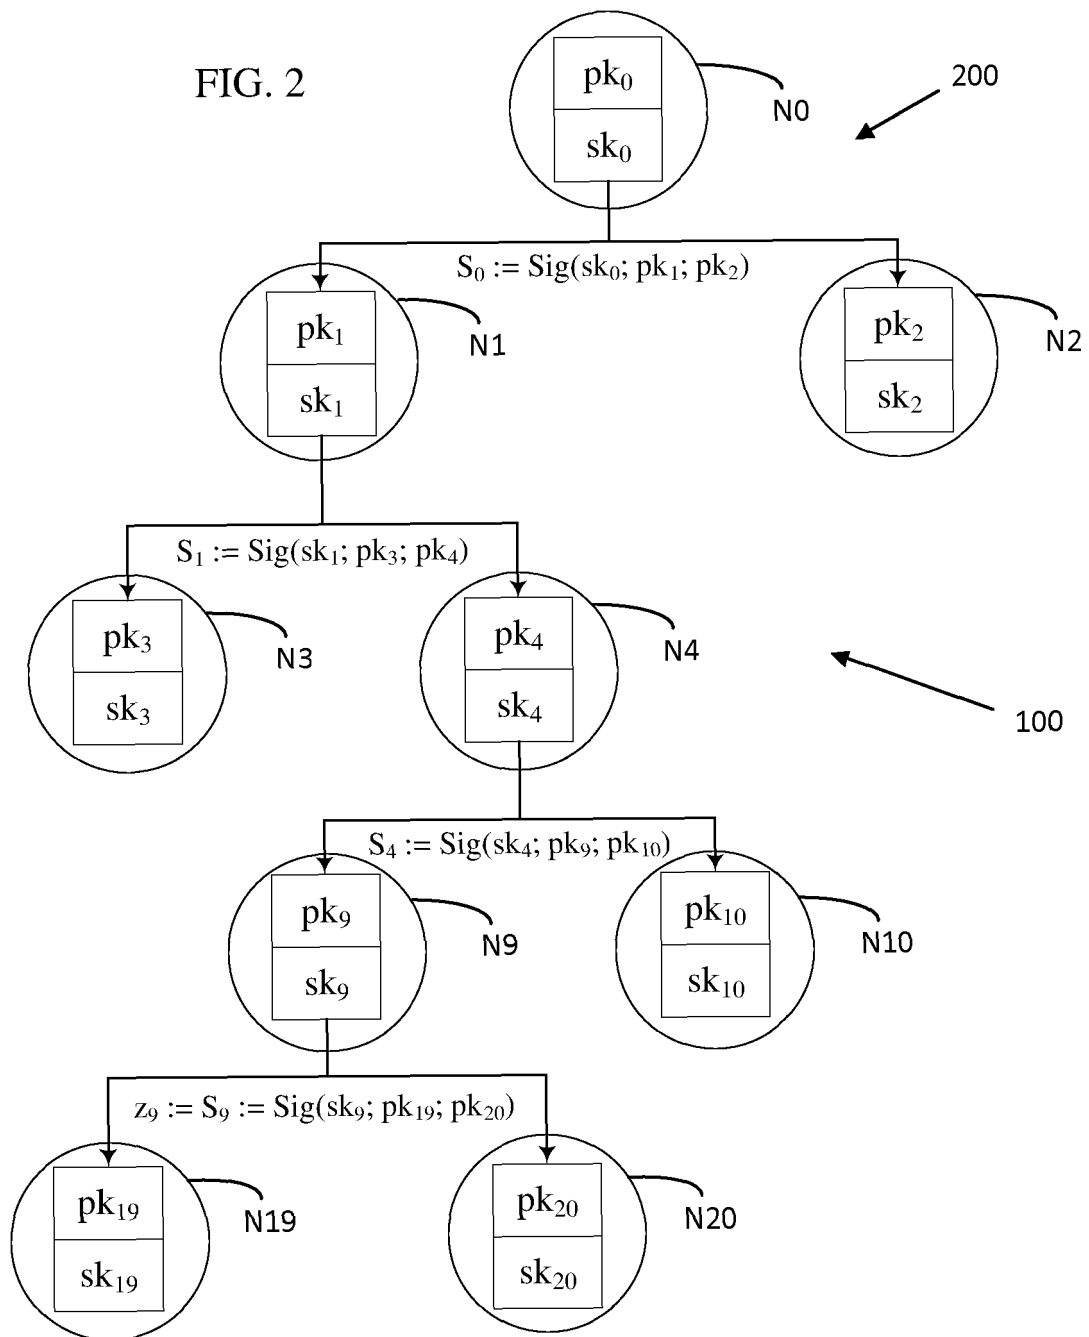 FIG. 2
pk₀
sk₀
N0
200
S₀ := Sig(sk₀; pk₁; pk₂)
pk₁
sk₁
N1
pk₂
sk₂
N2
S₁ := Sig(sk₁; pk₃; pk₄)
pk₃
sk₃
N3
pk₄
sk₄
N4
100
S₄ := Sig(sk₄; pk₉; pk₁₀)
pk₉
sk₉
N9
pk₁₀
sk₁₀
N10
z₉ := S₉ := Sig(sk₉; pk₁₉; pk₂₀)
pk₁₉
sk₁₉
N19
pk₂₀
sk₂₀
N20